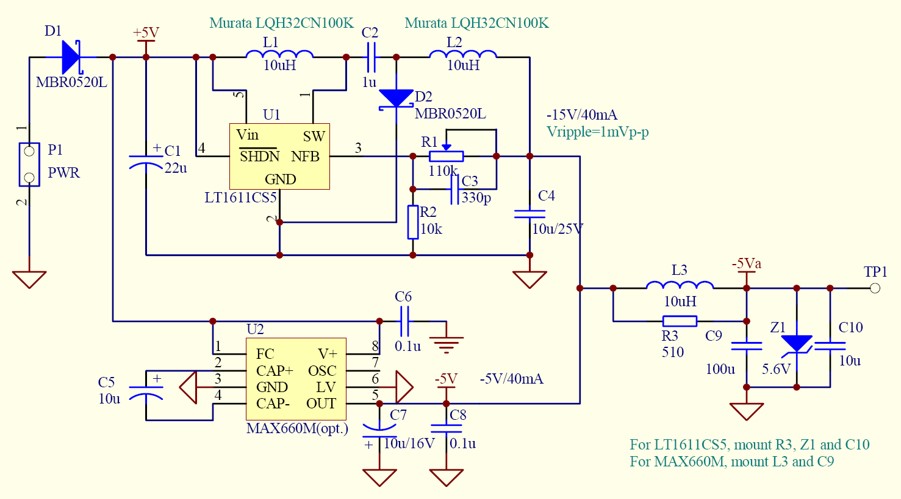 Murata LQH32CN100K
Murata LQH32CN100K
D1
+5V
L1
C2
L2
10uH
1u
10uH
MBR0520L
D2
MBR0520L
5
1
U1
-15V/40mA
Vripple=1mVp-p
1
Vin
SW
P1
PWR
+
C1
22u
4
SHDN
NFB
3
R1
110k
GND
C3
330p
2
LT1611CS5
2
R2
10k
C4
10u/25V
-5Va
TP1
L3
10uH
C6
0.1u
R3
510
C9
100u
Z1
5.6V
C10
10u
U2
1
FC
V+
8
2
CAP+
OSC
7
3
GND
LV
6
4
CAP-
OUT
5
C5
10u
+
MAX660M(opt.)
-5V
-5V/40mA
C7
10u/16V
+
C8
0.1u
For LT1611CS5, mount R3, Z1 and C10
For MAX660M, mount L3 and C9